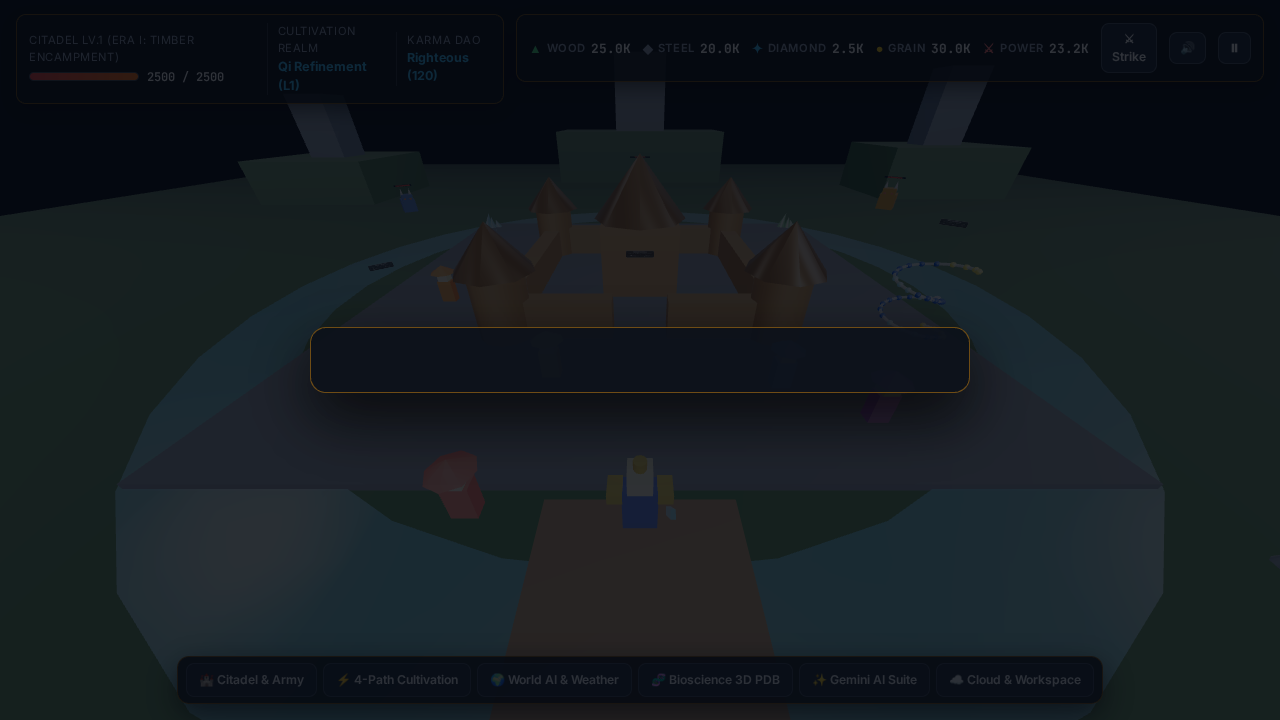 CITADEL LV.1 (ERA I: TIMBER
ENCAMPMENT)
2500 / 2500
CULTIVATION
REALM
Qi Refinement
(L1)
KARMA DAO
Righteous
(120)
WOOD 25.0K
STEEL 20.0K
DIAMOND 2.5K
GRAIN 30.0K
POWER 23.2K
Strike
Citadel & Army
4-Path Cultivation
World AI & Weather
Bioscience 3D PDB
Gemini AI Suite
Cloud & Workspace